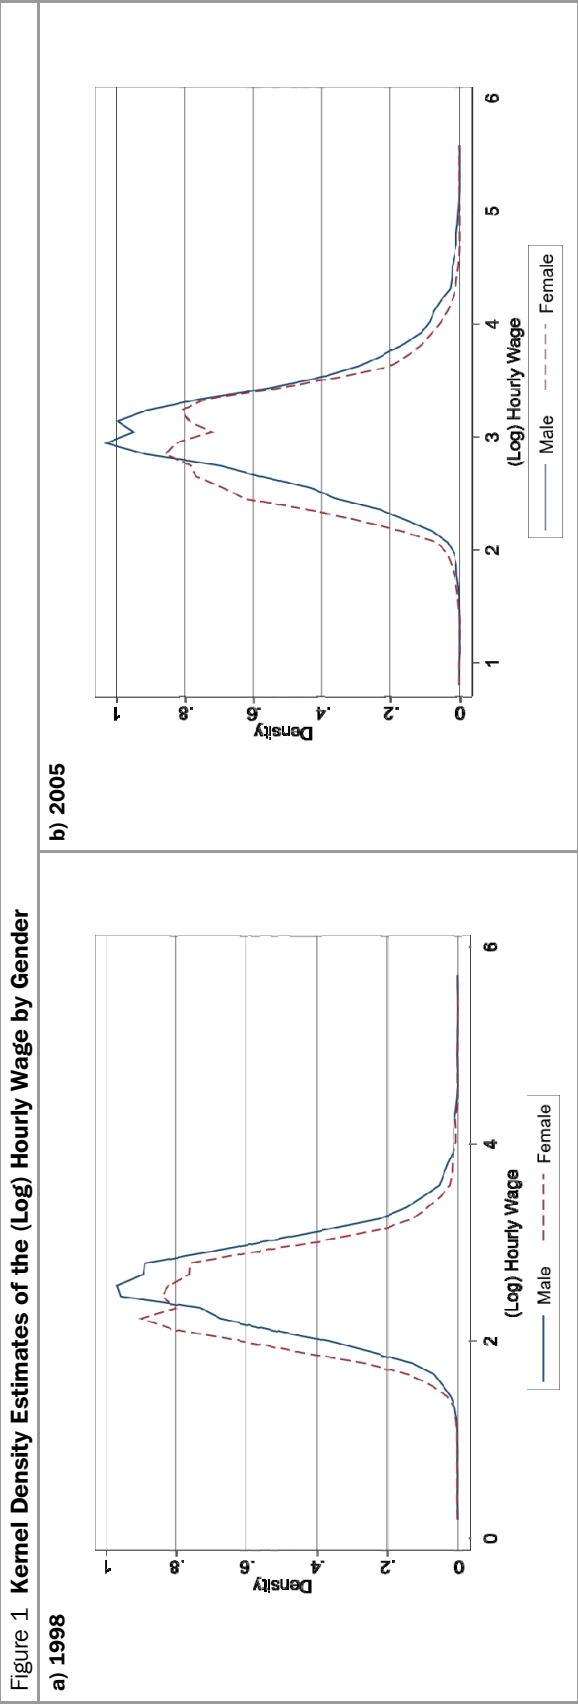 Figure 1 Kernel Density Estimates of the (Log) Hourly Wage by Gender
a) 1998
Density
0 .2 .4 .6 .8 1
0 2 4 6
(Log) Hourly Wage
Male Female
b) 2005
Density
0 .2 .4 .6 .8 1
1 2 3 4 5 6
(Log) Hourly Wage
Male Female